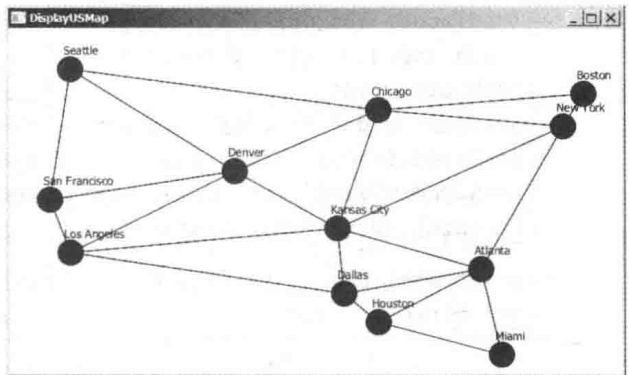 DisplayUSMap
Seattle
Chicago
Boston
New York
Denver
San Francisco
Kansas City
Los Angeles
Atlanta
Dallas
Houston
Miami